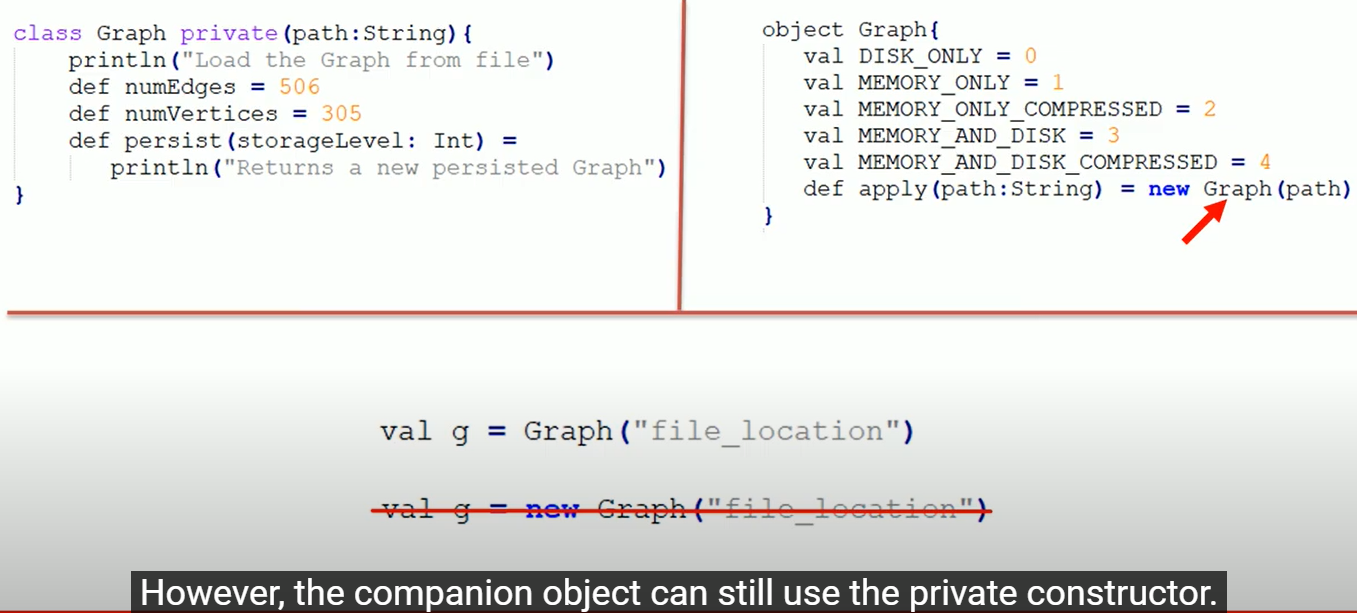 class Graph private(path:String){
println("Load the Graph from file")
def numEdges = 506
def numVertices = 305
def persist(storageLevel: Int) =
println("Returns a new persisted Graph")
}
object Graph{
val DISK_ONLY = 0
val MEMORY_ONLY = 1
val MEMORY_ONLY_COMPRESSED = 2
val MEMORY_AND_DISK = 3
val MEMORY_AND_DISK_COMPRESSED = 4
def apply(path:String) = new Graph(path)
}
val g = Graph("file_location")
val g = new Graph("file_location")
However, the companion object can still use the private constructor.